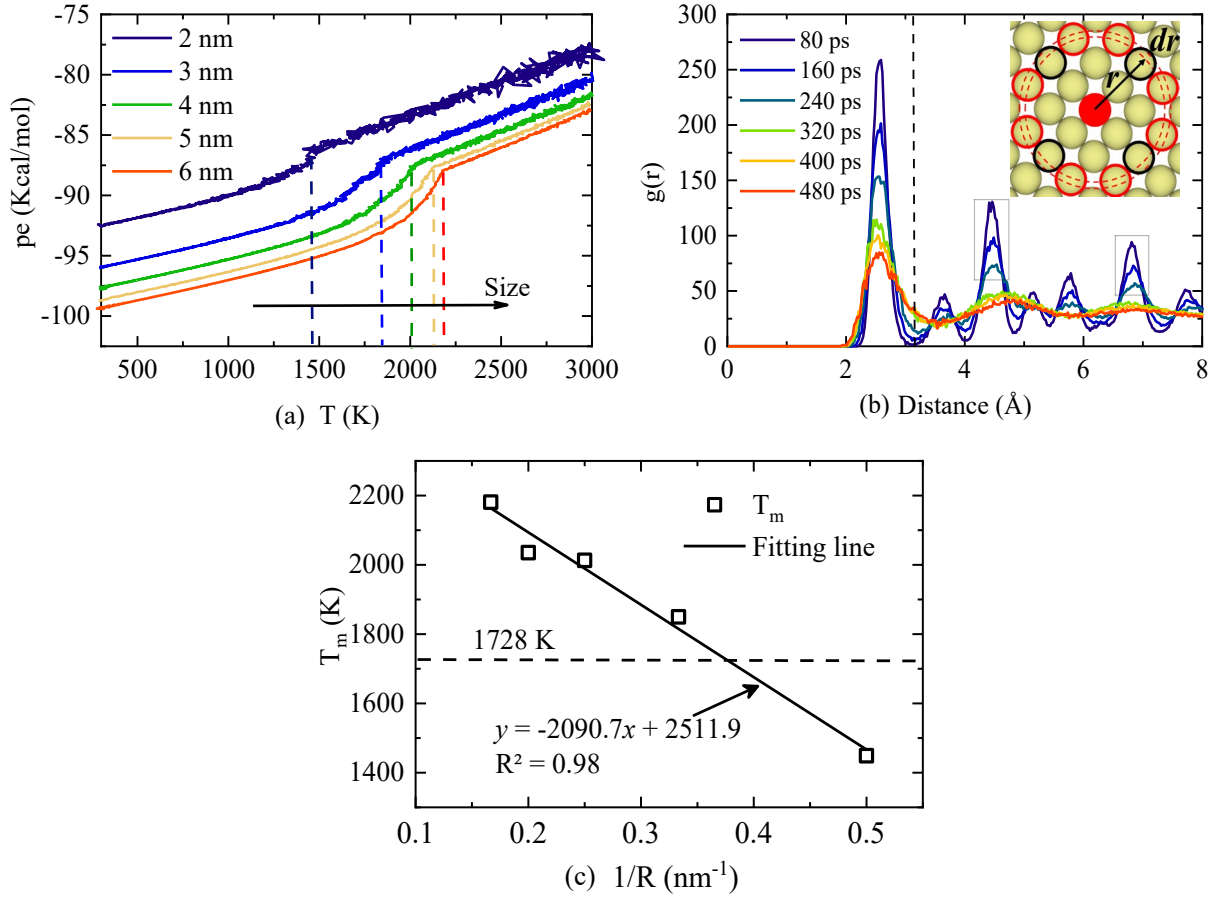 -75
-80
-85
-90
-95
-100
pe (Kcal/mol)
2 nm
3 nm
4 nm
5 nm
6 nm
Size
500 1000 1500 2000 2500 3000
(a) T (K)
300
250
200
150
100
50
0
g(r)
80 ps
160 ps
240 ps
320 ps
400 ps
480 ps
dr
r
0 2 4 6 8
(b) Distance (Å)
2200
2000
1800
1600
1400
T_m (K)
T_m
Fitting line
1728 K
y = -2090.7x + 2511.9
R² = 0.98
0.1 0.2 0.3 0.4 0.5
(c) 1/R (nm⁻¹)